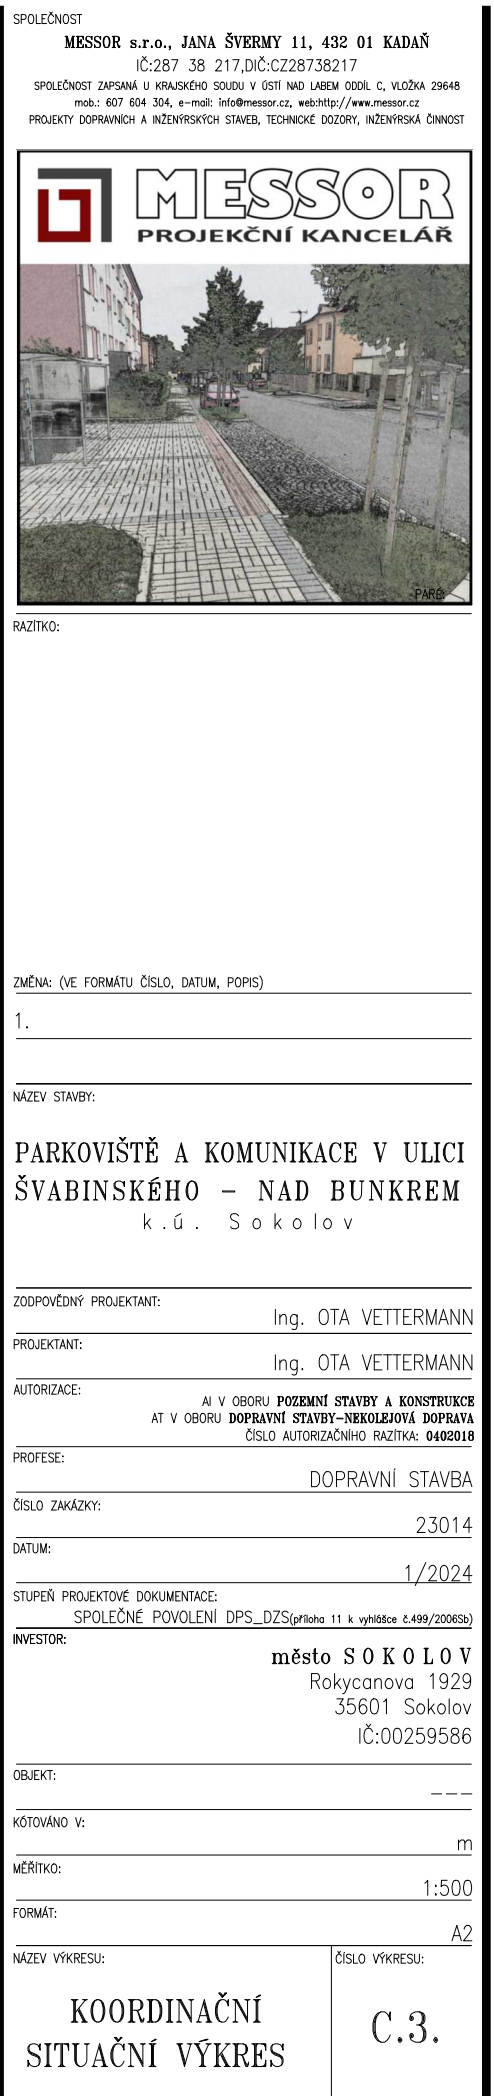 SPOLEČNOST
MESSOR s.r.o., JANA ŠVERMY 11, 432 01 KADAŇ
IČ:287 38 217,DIČ:CZ28738217
SPOLEČNOST ZAPSANÁ U KRAJSKÉHO SOUDU V ÚSTÍ NAD LABEM ODDÍL C, VLOŽKA 29648
mob.: 607 604 304, e-mail: info@messor.cz, web:http://www.messor.cz
PROJEKTY DOPRAVNÍCH A INŽENÝRSKÝCH STAVEB, TECHNICKÉ DOZORY, INŽENÝRSKÁ ČINNOST
MESSOR
PROJEKČNÍ KANCELÁŘ
PARÉ:
RAZÍTKO:
ZMĚNA: (VE FORMÁTU ČÍSLO, DATUM, POPIS)
1.
NÁZEV STAVBY:
PARKOVIŠTĚ A KOMUNIKACE V ULICI
ŠVABINSKÉHO – NAD BUNKREM
k.ú. Sokolov
ZODPOVĚDNÝ PROJEKTANT:
Ing. OTA VETTERMANN
PROJEKTANT:
Ing. OTA VETTERMANN
AUTORIZACE:
AI V OBORU POZEMNÍ STAVBY A KONSTRUKCE
AT V OBORU DOPRAVNÍ STAVBY-NEKOLEJOVÁ DOPRAVA
ČÍSLO AUTORIZAČNÍHO RAZÍTKA: 0402018
PROFESE:
DOPRAVNÍ STAVBA
ČÍSLO ZAKÁZKY:
23014
DATUM:
1/2024
STUPEŇ PROJEKTOVÉ DOKUMENTACE:
SPOLEČNÉ POVOLENÍ DPS_DZS(příloha 11 k vyhlášce č.499/2006Sb)
INVESTOR:
město SOKOLOV
Rokycanova 1929
35601 Sokolov
IČ:00259586
OBJEKT:
---
KÓTOVÁNO V:
m
MĚŘÍTKO:
1:500
FORMÁT:
A2
NÁZEV VÝKRESU:
KOORDINAČNÍ
SITUAČNÍ VÝKRES
ČÍSLO VÝKRESU:
C.3.